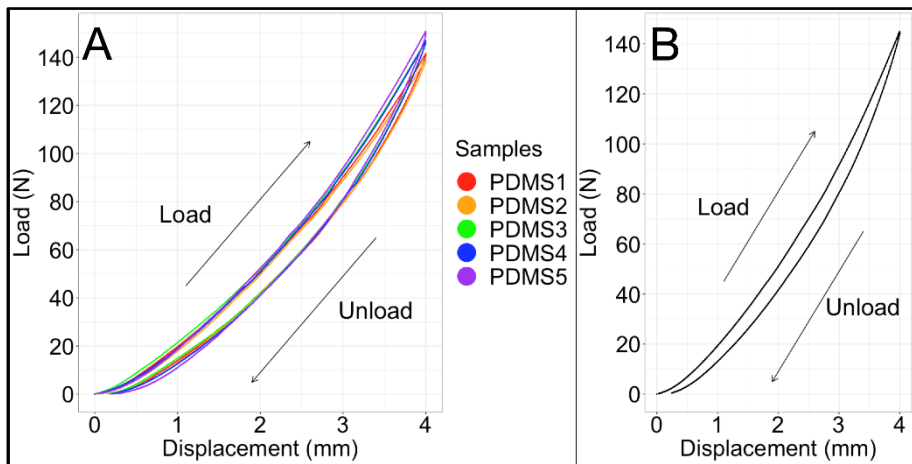 A
Load (N)
140
120
100
80
60
40
20
0
Load
Unload
0 1 2 3 4
Displacement (mm)
Samples
PDMS1
PDMS2
PDMS3
PDMS4
PDMS5
B
Load (N)
140
120
100
80
60
40
20
0
Load
Unload
0 1 2 3 4
Displacement (mm)